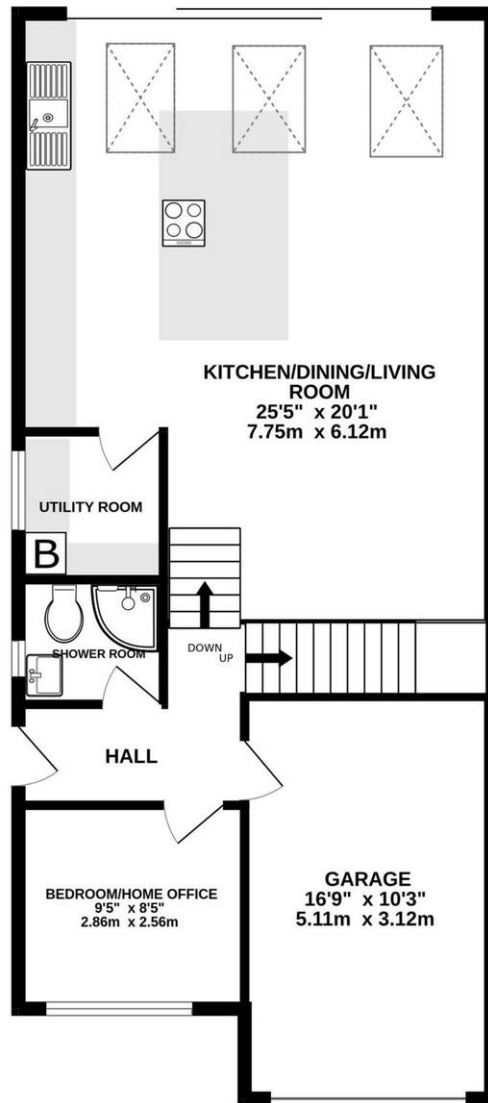 KITCHEN/DINING/LIVING
ROOM
25'5" x 20'1"
7.75m x 6.12m
UTILITY ROOM
B
SHOWER ROOM
DOWN
UP
HALL
BEDROOM/HOME OFFICE
9'5" x 8'5"
2.86m x 2.56m
GARAGE
16'9" x 10'3"
5.11m x 3.12m